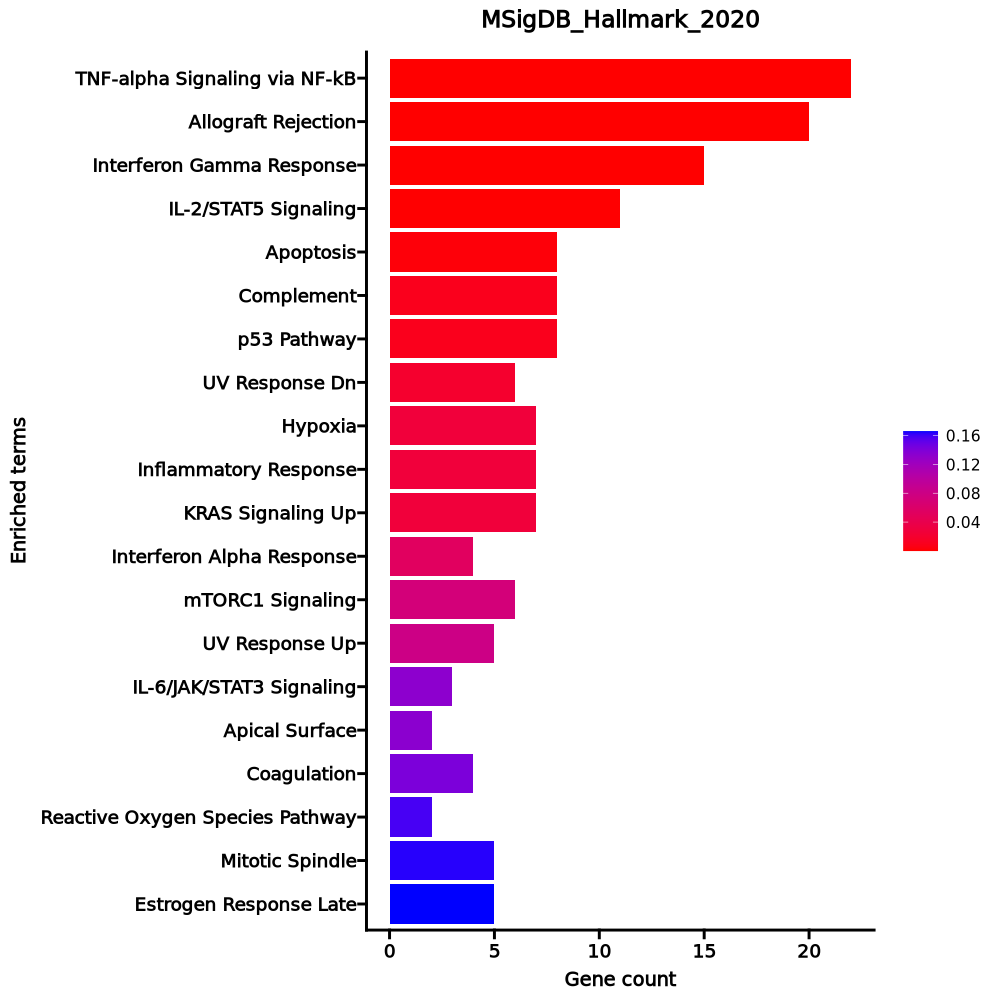 MSigDB_Hallmark_2020
TNF-alpha Signaling via NF-kB
Allograft Rejection
Interferon Gamma Response
IL-2/STAT5 Signaling
Apoptosis
Complement
p53 Pathway
UV Response Dn
Hypoxia
Inflammatory Response
KRAS Signaling Up
Interferon Alpha Response
mTORC1 Signaling
UV Response Up
IL-6/JAK/STAT3 Signaling
Apical Surface
Coagulation
Reactive Oxygen Species Pathway
Mitotic Spindle
Estrogen Response Late
Enriched terms
0 5 10 15 20
Gene count
0.16
0.12
0.08
0.04